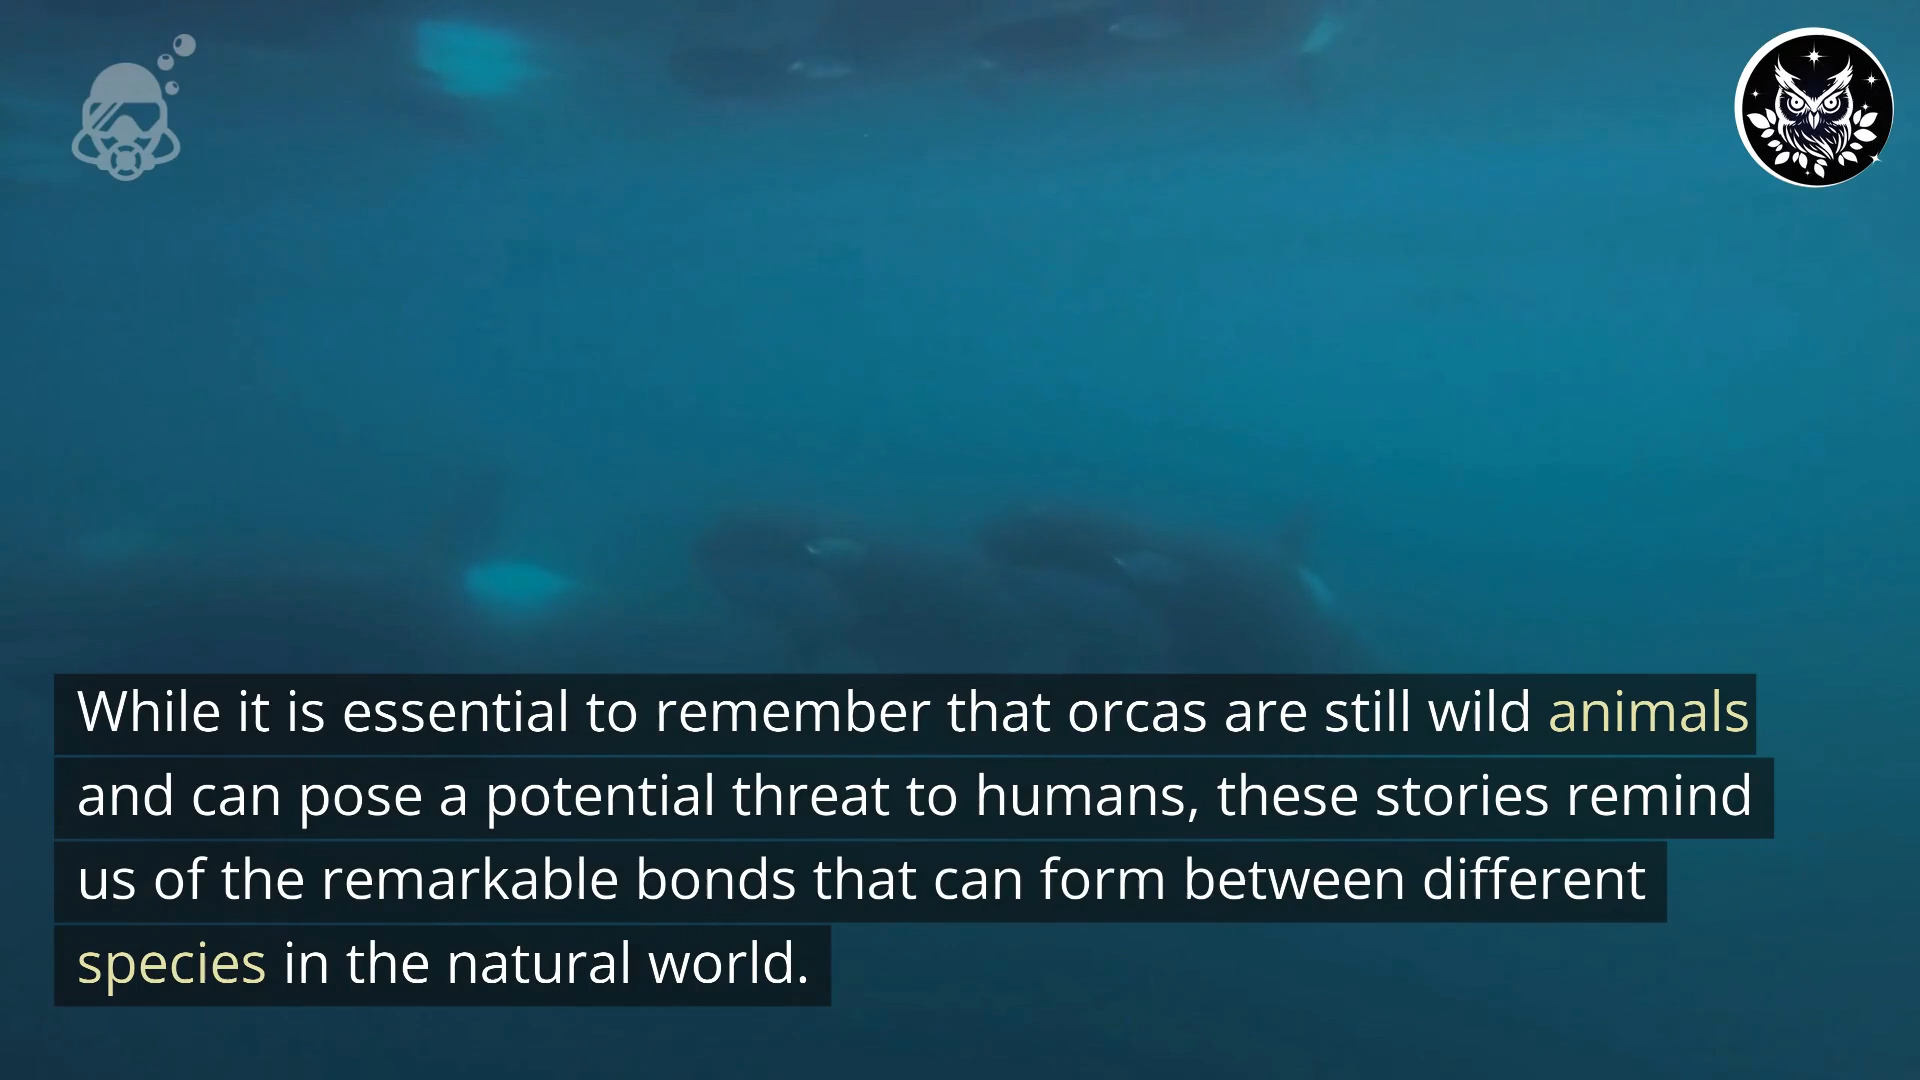 While it is essential to remember that orcas are still wild animals
and can pose a potential threat to humans, these stories remind
us of the remarkable bonds that can form between different
species in the natural world.